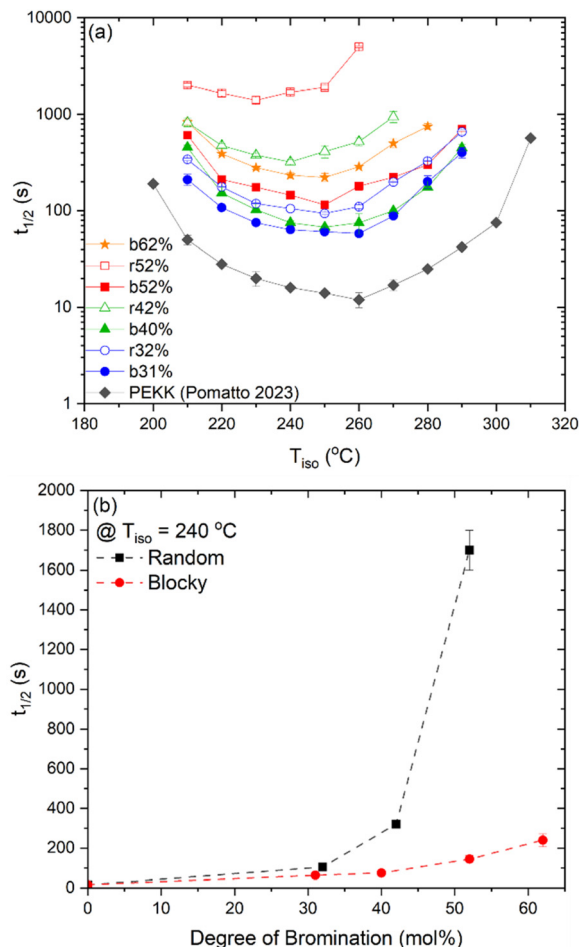 (a)
10000
1000
100
10
1
t1/2 (s)
b62%
r52%
b52%
r42%
b40%
r32%
b31%
PEKK (Pomatto 2023)
180 200 220 240 260 280 300 320
Tiso (oC)
(b)
@ Tiso = 240 oC
Random
Blocky
2000
1800
1600
1400
1200
1000
800
600
400
200
0
t1/2 (s)
0 10 20 30 40 50 60
Degree of Bromination (mol%)